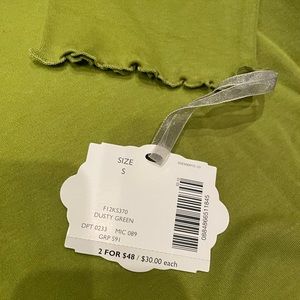 SIZE
S
F12KS370
DUSTY GREEN
DPT 0233 MIC 089
GRP 591
2 FOR $48 / $30.00 each